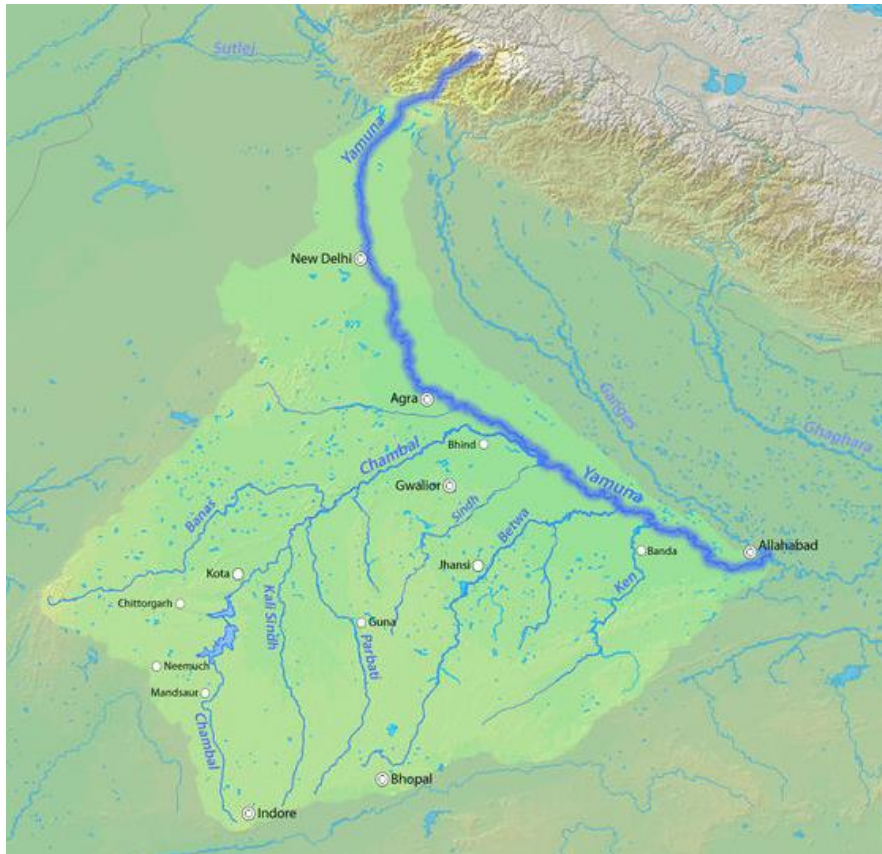 Sutlej
Yamuna
New Delhi
Agra
Ganges
Ghaghara
Bhind
Chambal
Gwalior
Yamuna
Banas
Sindh
Betwa
Allahabad
Banda
Jhansi
Kota
Ken
Chittorgarh
Kali Sindh
Guna
Parbati
Neemuch
Mandsaur
Chambal
Bhopal
Indore